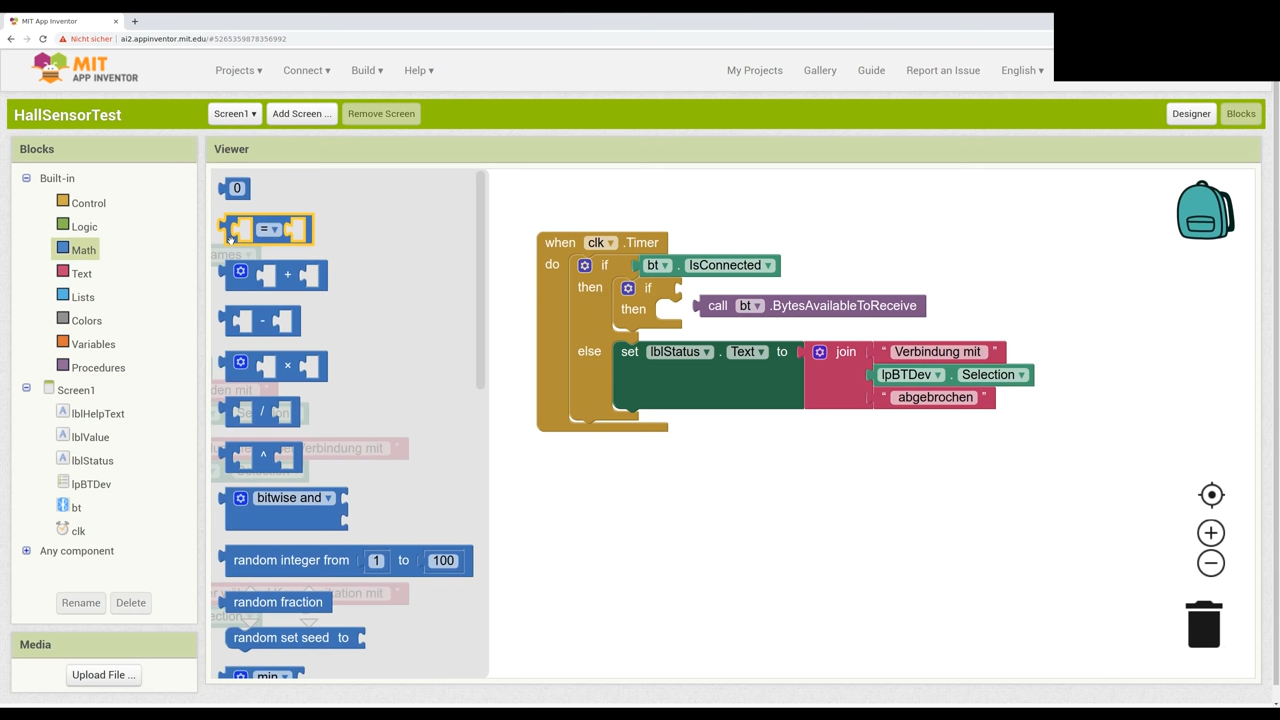 MIT App Inventor
Nicht sicher | ai2.appinventor.mit.edu/#5265359878356992
MIT
APP INVENTOR
Projects ▾ Connect ▾ Build ▾ Help ▾ My Projects Gallery Guide Report an Issue English ▾
HallSensorTest Screen1 ▾ Add Screen ... Remove Screen Designer Blocks
Blocks
Built-in
Control
Logic
Math
Text
Lists
Colors
Variables
Procedures
Screen1
lblHelpText
lblValue
lblStatus
lpBTDev
bt
clk
Any component
Rename Delete
Media
Upload File ...
Viewer
0
= ▾
+
-
×
/
^
bitwise and ▾
random integer from 1 to 100
random fraction
random set seed to
min ▾
ames ▾
den mit "
Verbindung mit "
when clk ▾ .Timer
do if bt ▾ . IsConnected ▾
then if
then
call bt ▾ .BytesAvailableToReceive
else set lblStatus ▾ . Text ▾ to join " Verbindung mit "
lpBTDev ▾ . Selection ▾
" abgebrochen "